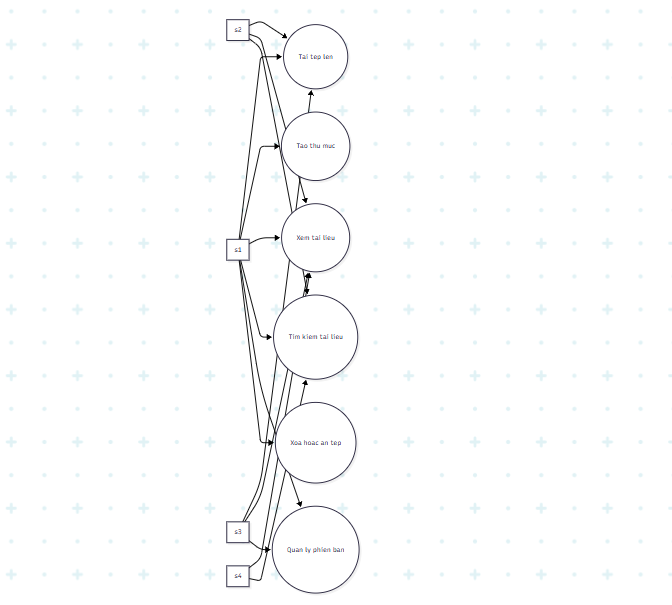 s2
Tai tep len
Tao thu muc
Xem tai lieu
s1
Tim kiem tai lieu
Xoa hoac an tep
s3
Quan ly phien ban
s4